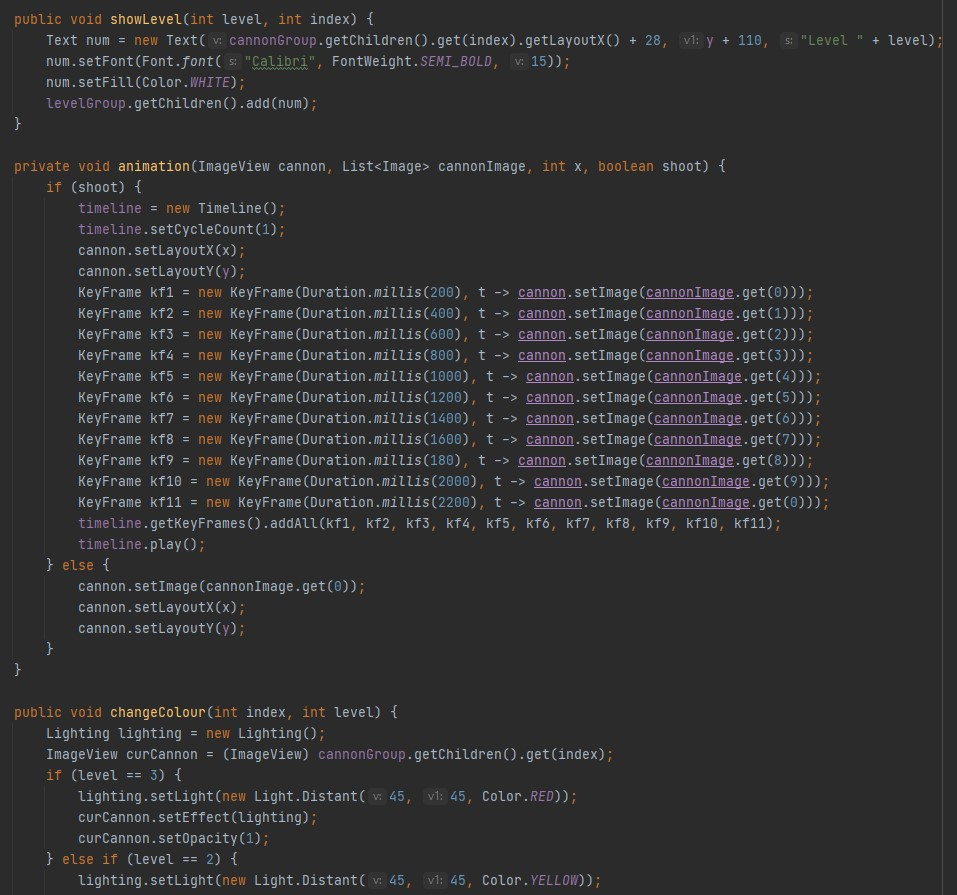 public void showLevel(int level, int index) {
Text num = new Text( v: cannonGroup.getChildren().get(index).getLayoutX() + 28, v1: y + 110, s: "Level " + level);
num.setFont(Font.font( s: "Calibri", FontWeight.SEMI_BOLD, v: 15));
num.setFill(Color.WHITE);
levelGroup.getChildren().add(num);
}
private void animation(ImageView cannon, List<Image> cannonImage, int x, boolean shoot) {
if (shoot) {
timeline = new Timeline();
timeline.setCycleCount(1);
cannon.setLayoutX(x);
cannon.setLayoutY(y);
KeyFrame kf1 = new KeyFrame(Duration.millis(200), t -> cannon.setImage(cannonImage.get(0)));
KeyFrame kf2 = new KeyFrame(Duration.millis(400), t -> cannon.setImage(cannonImage.get(1)));
KeyFrame kf3 = new KeyFrame(Duration.millis(600), t -> cannon.setImage(cannonImage.get(2)));
KeyFrame kf4 = new KeyFrame(Duration.millis(800), t -> cannon.setImage(cannonImage.get(3)));
KeyFrame kf5 = new KeyFrame(Duration.millis(1000), t -> cannon.setImage(cannonImage.get(4)));
KeyFrame kf6 = new KeyFrame(Duration.millis(1200), t -> cannon.setImage(cannonImage.get(5)));
KeyFrame kf7 = new KeyFrame(Duration.millis(1400), t -> cannon.setImage(cannonImage.get(6)));
KeyFrame kf8 = new KeyFrame(Duration.millis(1600), t -> cannon.setImage(cannonImage.get(7)));
KeyFrame kf9 = new KeyFrame(Duration.millis(180), t -> cannon.setImage(cannonImage.get(8)));
KeyFrame kf10 = new KeyFrame(Duration.millis(2000), t -> cannon.setImage(cannonImage.get(9)));
KeyFrame kf11 = new KeyFrame(Duration.millis(2200), t -> cannon.setImage(cannonImage.get(0)));
timeline.getKeyFrames().addAll(kf1, kf2, kf3, kf4, kf5, kf6, kf7, kf8, kf9, kf10, kf11);
timeline.play();
} else {
cannon.setImage(cannonImage.get(0));
cannon.setLayoutX(x);
cannon.setLayoutY(y);
}
}
public void changeColour(int index, int level) {
Lighting lighting = new Lighting();
ImageView curCannon = (ImageView) cannonGroup.getChildren().get(index);
if (level == 3) {
lighting.setLight(new Light.Distant( v: 45, v1: 45, Color.RED));
curCannon.setEffect(lighting);
curCannon.setOpacity(1);
} else if (level == 2) {
lighting.setLight(new Light.Distant( v: 45, v1: 45, Color.YELLOW));